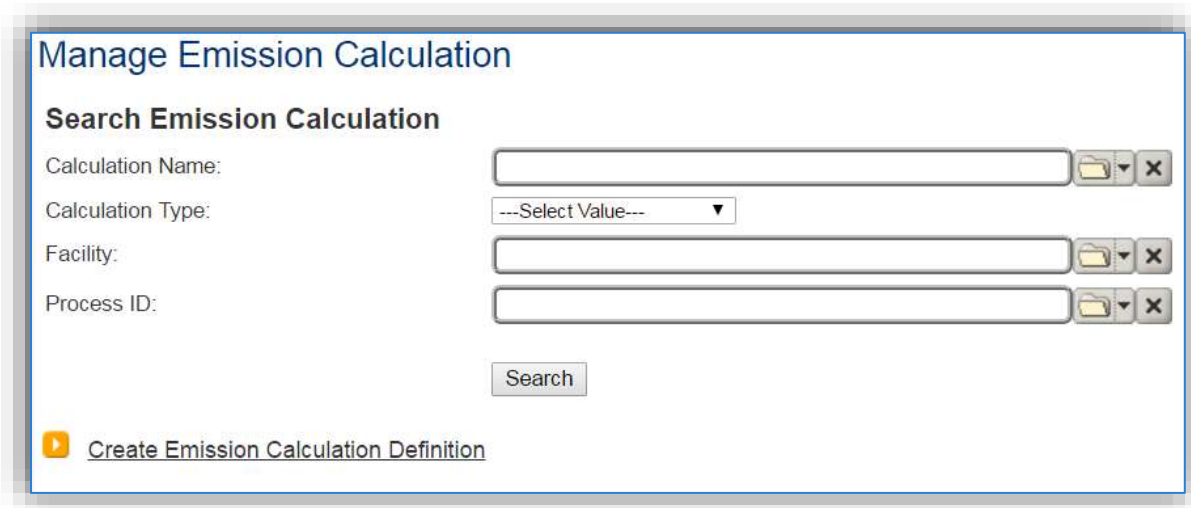 Manage Emission Calculation
Search Emission Calculation
Calculation Name:
Calculation Type: ---Select Value---
Facility:
Process ID:
Search
Create Emission Calculation Definition